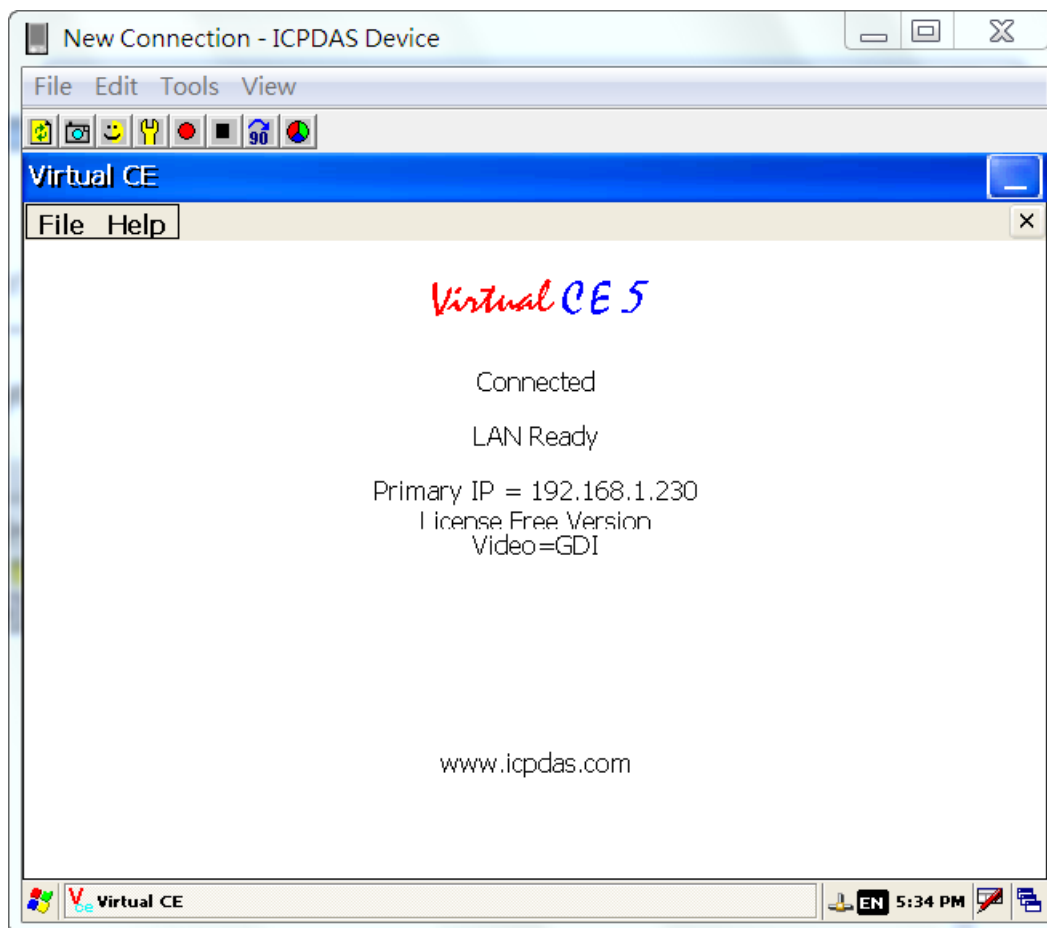 New Connection - ICPDAS Device
File Edit Tools View
90
Virtual CE
File Help
Virtual CE 5
Connected
LAN Ready
Primary IP = 192.168.1.230
License Free Version
Video=GDI
www.icpdas.com
Vce Virtual CE EN 5:34 PM